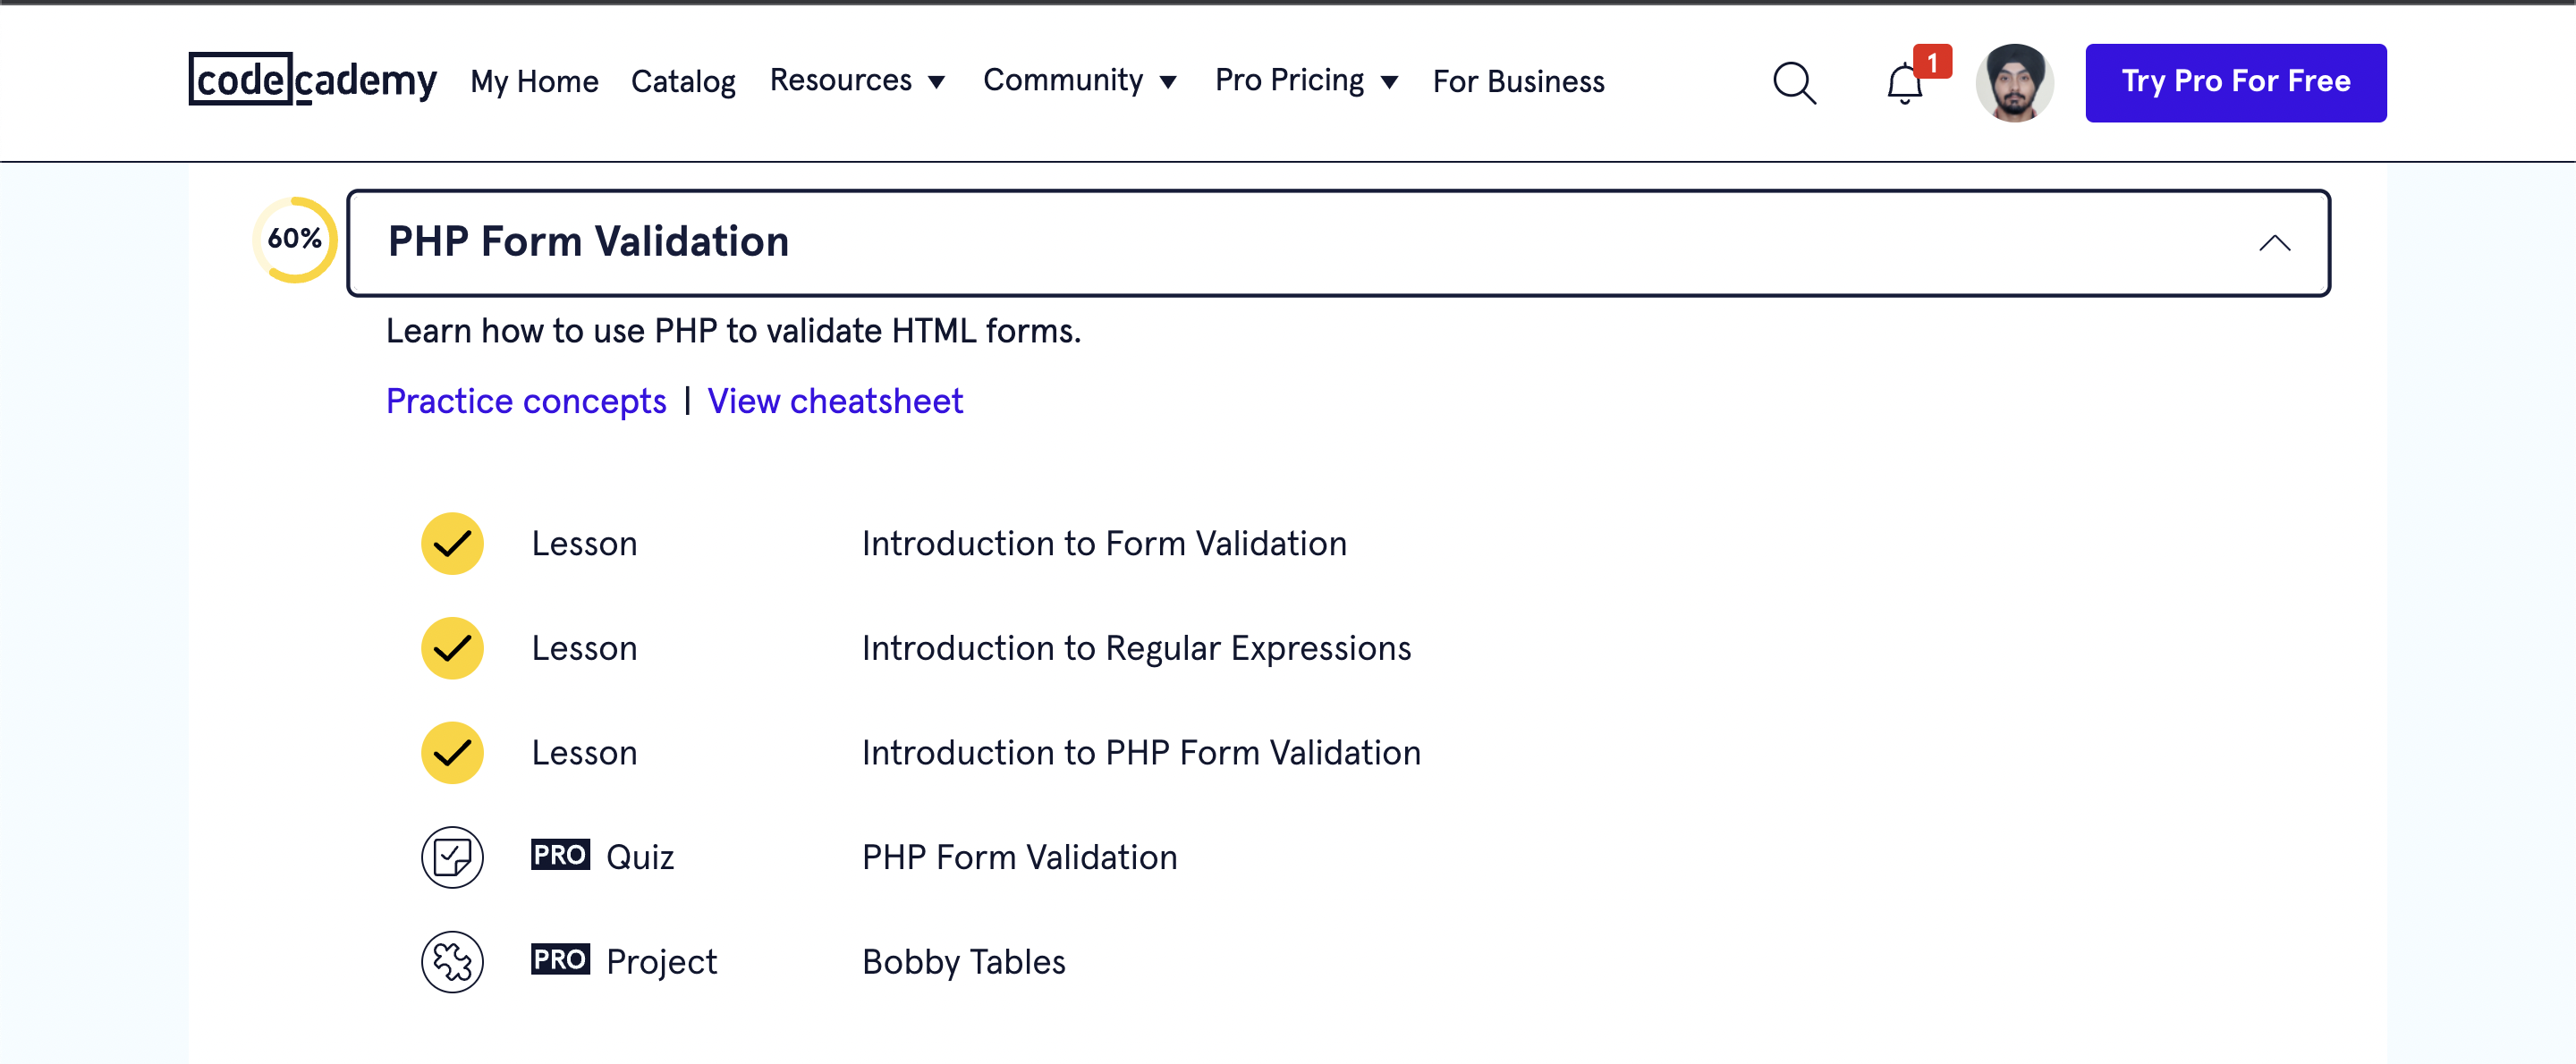 codecademy My Home Catalog Resources Community Pro Pricing For Business 1 Try Pro For Free
60% PHP Form Validation
Learn how to use PHP to validate HTML forms.
Practice concepts | View cheatsheet
Lesson Introduction to Form Validation
Lesson Introduction to Regular Expressions
Lesson Introduction to PHP Form Validation
PRO Quiz PHP Form Validation
PRO Project Bobby Tables